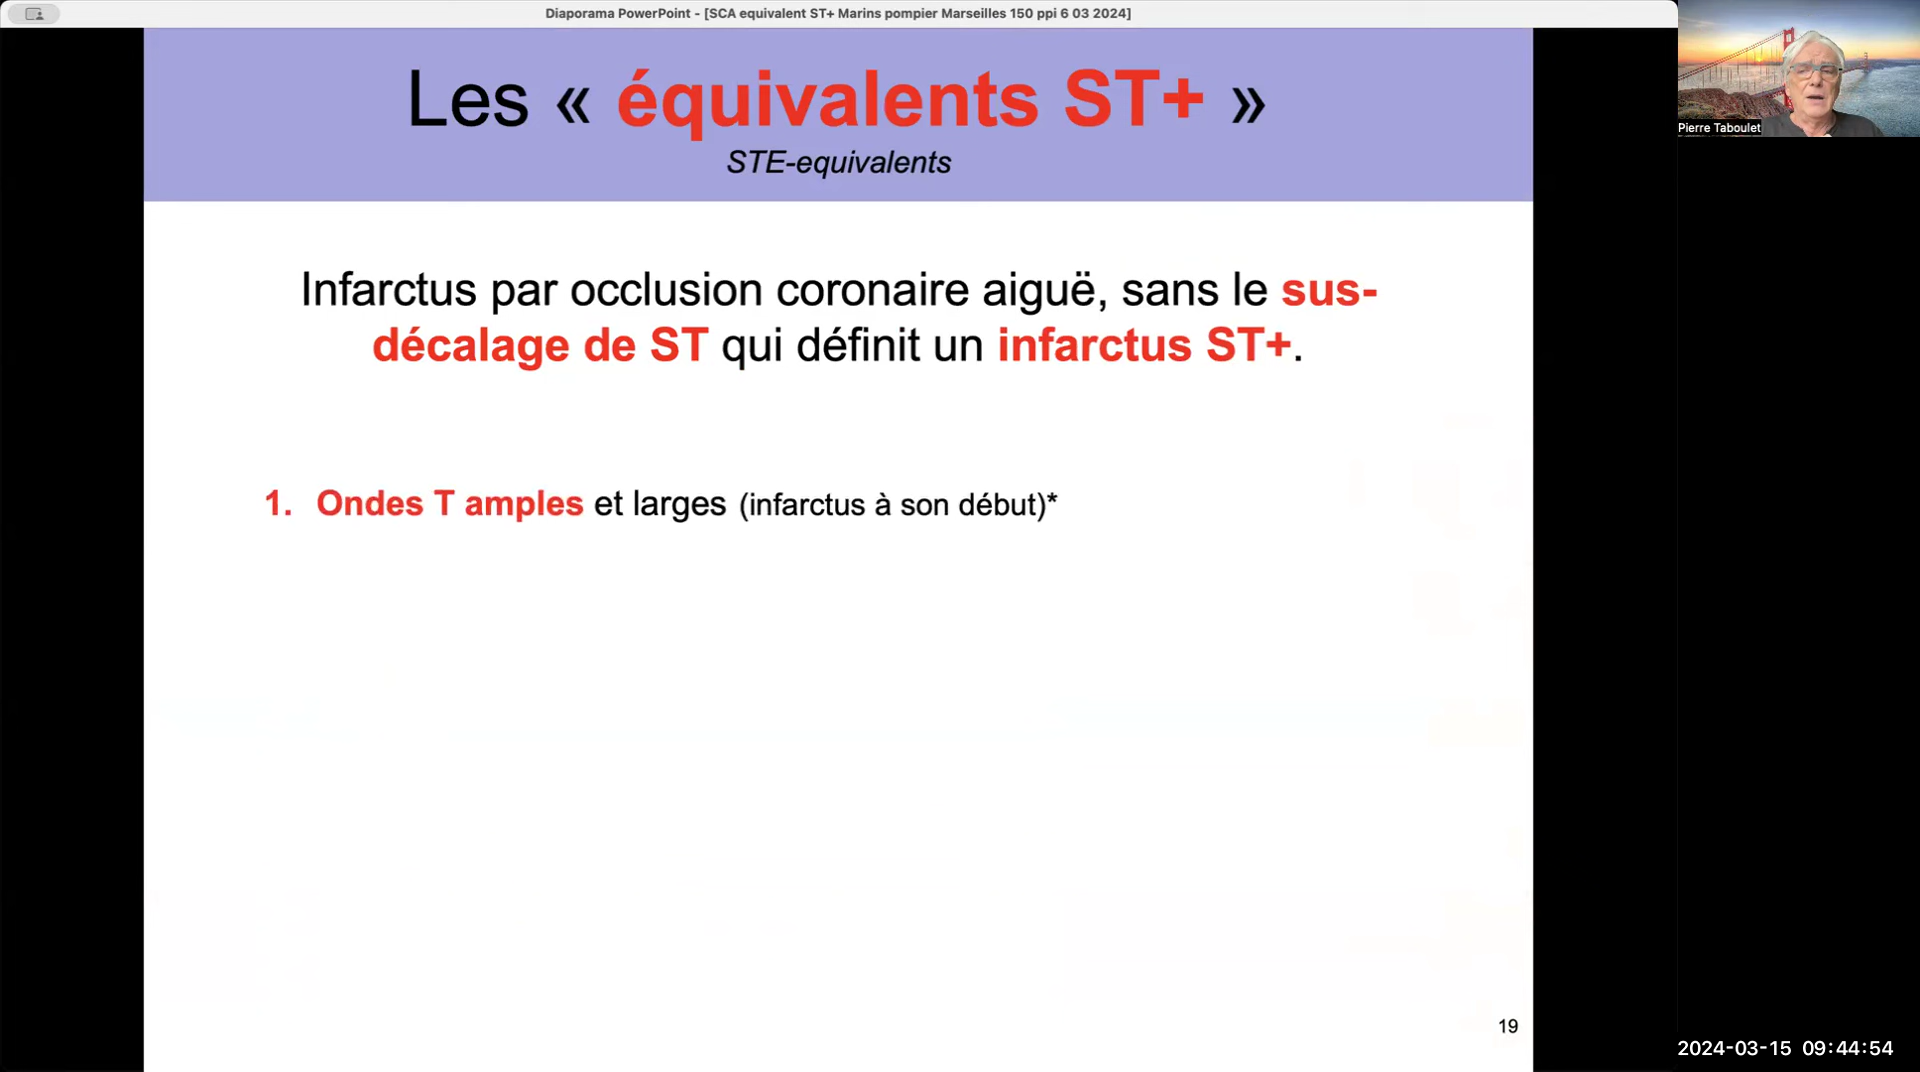 Diaporama PowerPoint - [SCA equivalent ST+ Marins pompier Marseilles 150 ppi 6 03 2024]
Les « équivalents ST+ »
STE-equivalents
Pierre Taboulet
Infarctus par occlusion coronaire aiguë, sans le sus-
décalage de ST qui définit un infarctus ST+.
1. Ondes T amples et larges (infarctus à son début)*
19
2024-03-15 09:44:54